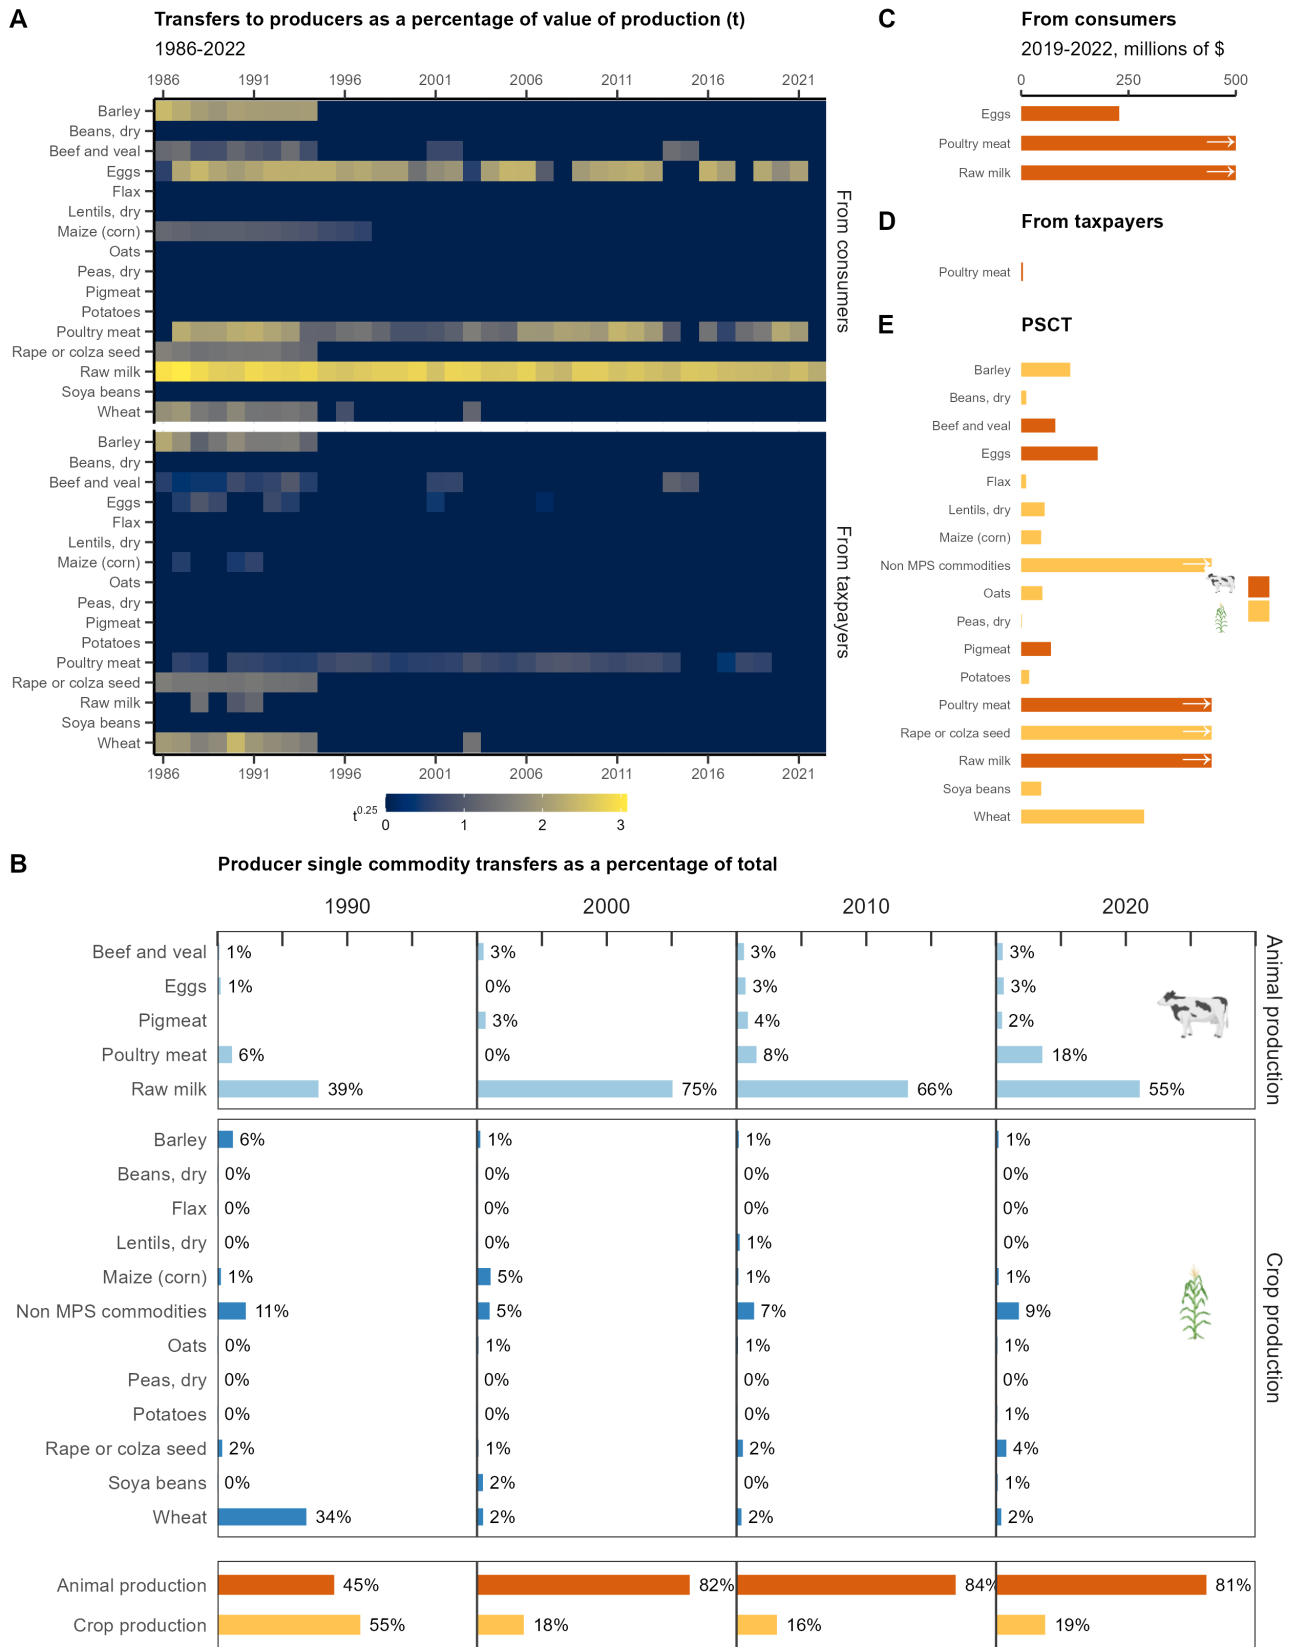 A
Transfers to producers as a percentage of value of production (t)
1986-2022
1986 1991 1996 2001 2006 2011 2016 2021
Barley
Beans, dry
Beef and veal
Eggs
Flax
Lentils, dry
Maize (corn)
Oats
Peas, dry
Pigmeat
Potatoes
Poultry meat
Rape or colza seed
Raw milk
Soya beans
Wheat
From consumers
Barley
Beans, dry
Beef and veal
Eggs
Flax
Lentils, dry
Maize (corn)
Oats
Peas, dry
Pigmeat
Potatoes
Poultry meat
Rape or colza seed
Raw milk
Soya beans
Wheat
From taxpayers
1986 1991 1996 2001 2006 2011 2016 2021
t^0.25
0 1 2 3
C
From consumers
2019-2022, millions of $
0 250 500
Eggs
Poultry meat
Raw milk
D
From taxpayers
Poultry meat
E
PSCT
Barley
Beans, dry
Beef and veal
Eggs
Flax
Lentils, dry
Maize (corn)
Non MPS commodities
Oats
Peas, dry
Pigmeat
Potatoes
Poultry meat
Rape or colza seed
Raw milk
Soya beans
Wheat
B
Producer single commodity transfers as a percentage of total
1990 2000 2010 2020
Beef and veal 1% 3% 3% 3%
Eggs 1% 0% 3% 3%
Pigmeat 3% 4% 2%
Poultry meat 6% 0% 8% 18%
Raw milk 39% 75% 66% 55%
Animal production
Barley 6% 1% 1% 1%
Beans, dry 0% 0% 0% 0%
Flax 0% 0% 0% 0%
Lentils, dry 0% 0% 1% 0%
Maize (corn) 1% 5% 1% 1%
Non MPS commodities 11% 5% 7% 9%
Oats 0% 1% 1% 1%
Peas, dry 0% 0% 0% 0%
Potatoes 0% 0% 0% 1%
Rape or colza seed 2% 1% 2% 4%
Soya beans 0% 2% 0% 1%
Wheat 34% 2% 2% 2%
Crop production
Animal production 45% 82% 84% 81%
Crop production 55% 18% 16% 19%